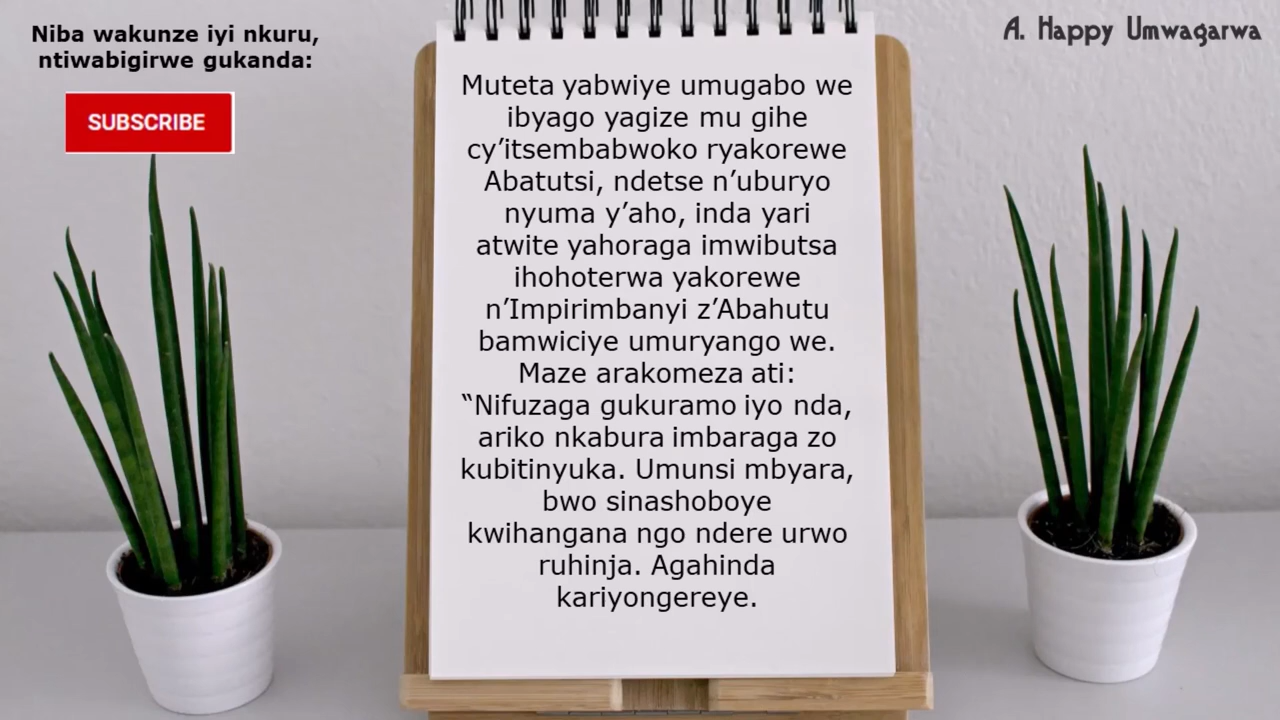 Niba wakunze iyi nkuru,
ntiwabigirwe gukanda:
SUBSCRIBE
A. Happy Umwagarwa
Muteta yabwiye umugabo we
ibyago yagize mu gihe
cy’itsembabwoko ryakorewe
Abatutsi, ndetse n’uburyo
nyuma y’aho, inda yari
atwite yahoraga imwibutsa
ihohoterwa yakorewe
n’Impirimbanyi z’Abahutu
bamwiciye umuryango we.
Maze arakomeza ati:
“Nifuzaga gukuramo iyo nda,
ariko nkabura imbaraga zo
kubitinyuka. Umunsi mbyara,
bwo sinashoboye
kwihangana ngo ndere urwo
ruhinja. Agahinda
kariyongereye.